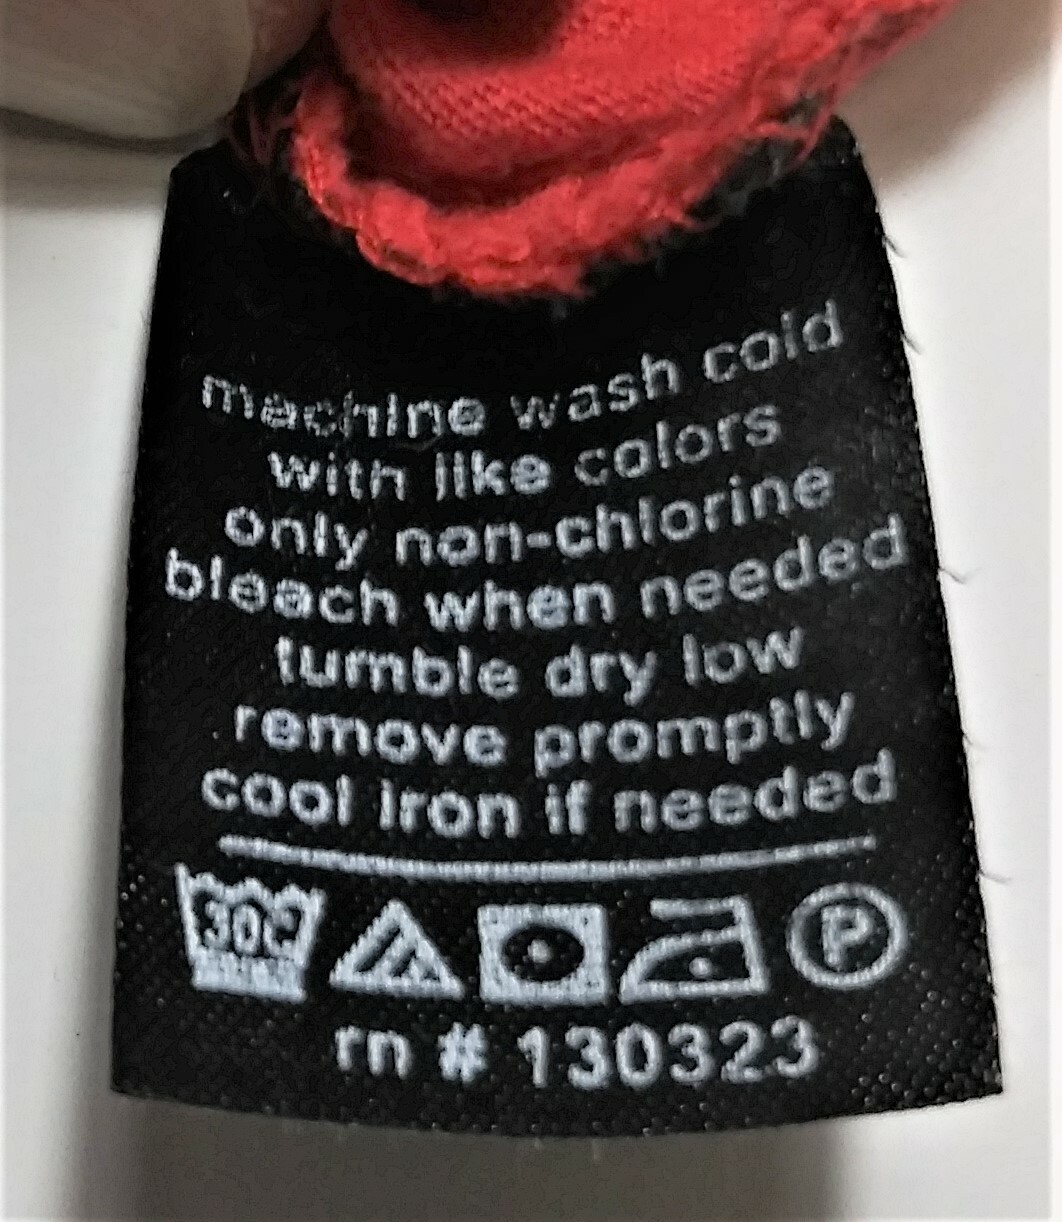 machine wash cold
with like colors
only non-chlorine
bleach when needed
tumble dry low
remove promptly
cool iron if needed
30c P
rn # 130323